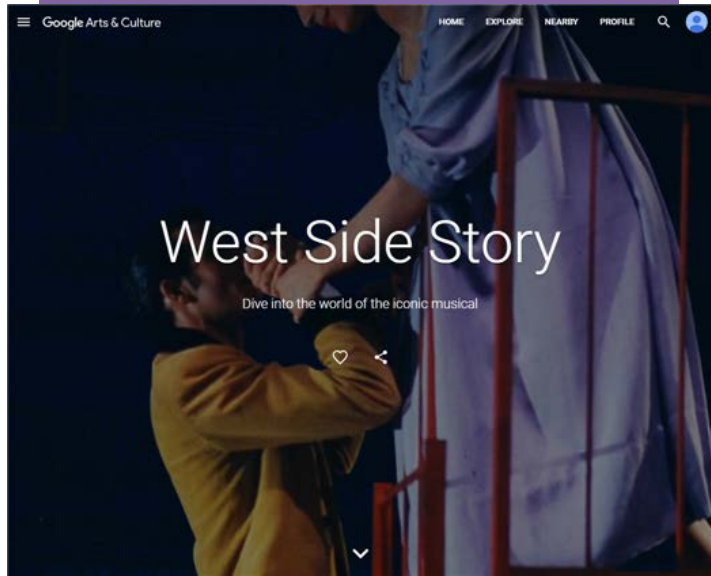 Google Arts & Culture HOME EXPLORE NEARBY PROFILE
West Side Story
Dive into the world of the iconic musical